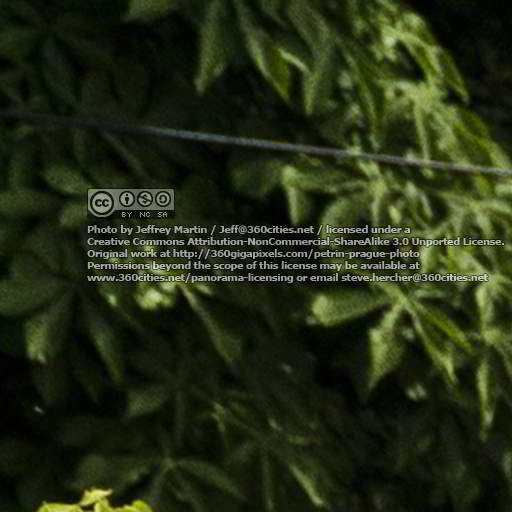 cc BY NC SA
Photo by Jeffrey Martin / Jeff@360cities.net / licensed under a
Creative Commons Attribution-NonCommercial-ShareAlike 3.0 Unported License.
Original work at http://360gigapixels.com/petrin-prague-photo
Permissions beyond the scope of this license may be available at
www.360cities.net/panorama-licensing or email steve.hercher@360cities.net